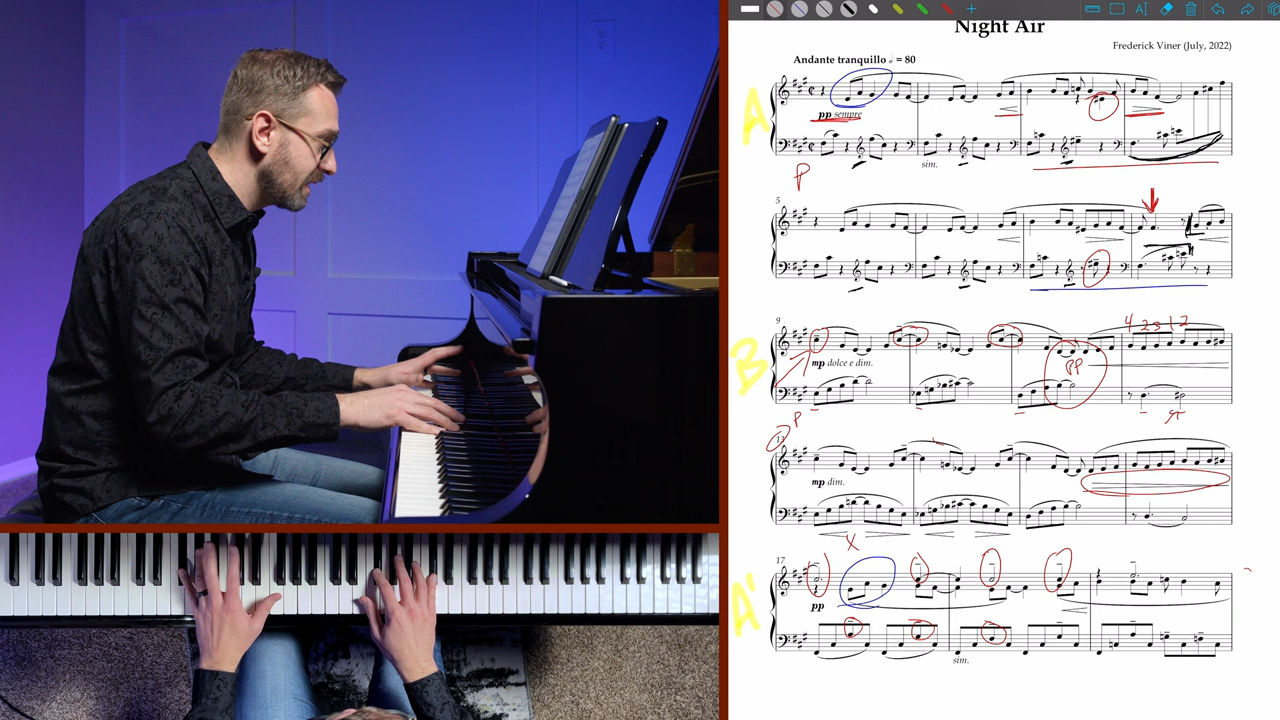 Night Air
Frederick Viner (July, 2022)
Andante tranquillo = 80
A
pp sempre
sim.
P
5
9
4 2 3 1 2
B
mp dolce e dim.
PP
P
13
mp dim.
X
17
A'
pp
sim.